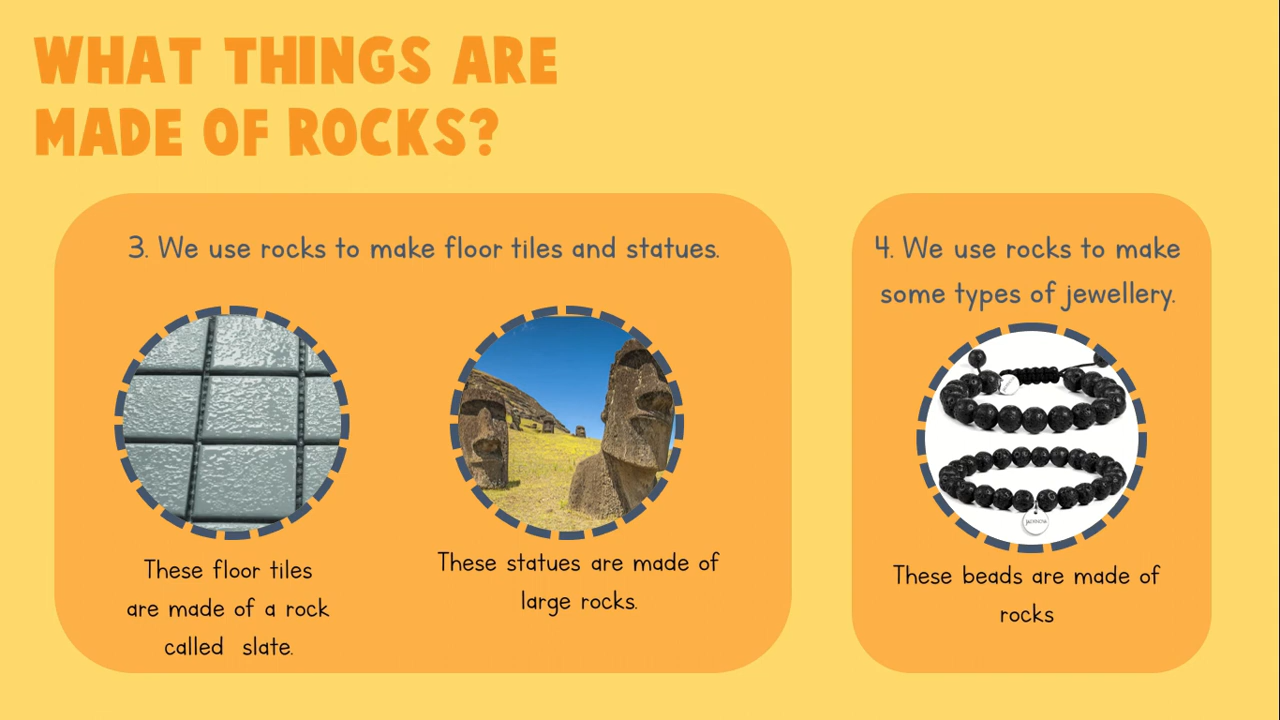 WHAT THINGS ARE
MADE OF ROCKS?
3. We use rocks to make floor tiles and statues.
These floor tiles
are made of a rock
called slate.
These statues are made of
large rocks.
4. We use rocks to make
some types of jewellery.
These beads are made of
rocks